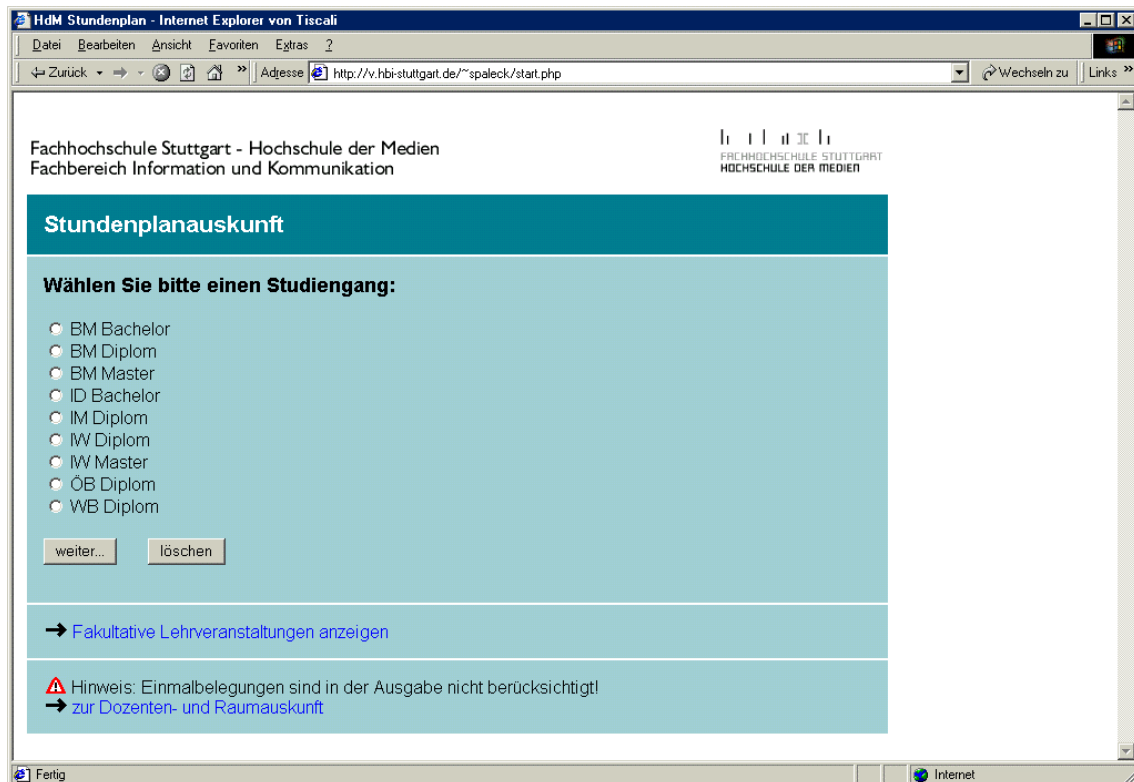 HdM Stundenplan - Internet Explorer von Tiscali
Datei Bearbeiten Ansicht Favoriten Extras ?
Zurück » Adresse http://v.hbi-stuttgart.de/~spaleck/start.php Wechseln zu Links »
Fachhochschule Stuttgart - Hochschule der Medien
Fachbereich Information und Kommunikation
FACHHOCHSCHULE STUTTGART
HOCHSCHULE DER MEDIEN
Stundenplanauskunft
Wählen Sie bitte einen Studiengang:
BM Bachelor
BM Diplom
BM Master
ID Bachelor
IM Diplom
IW Diplom
IW Master
ÖB Diplom
WB Diplom
weiter... löschen
Fakultative Lehrveranstaltungen anzeigen
Hinweis: Einmalbelegungen sind in der Ausgabe nicht berücksichtigt!
zur Dozenten- und Raumauskunft
Fertig Internet